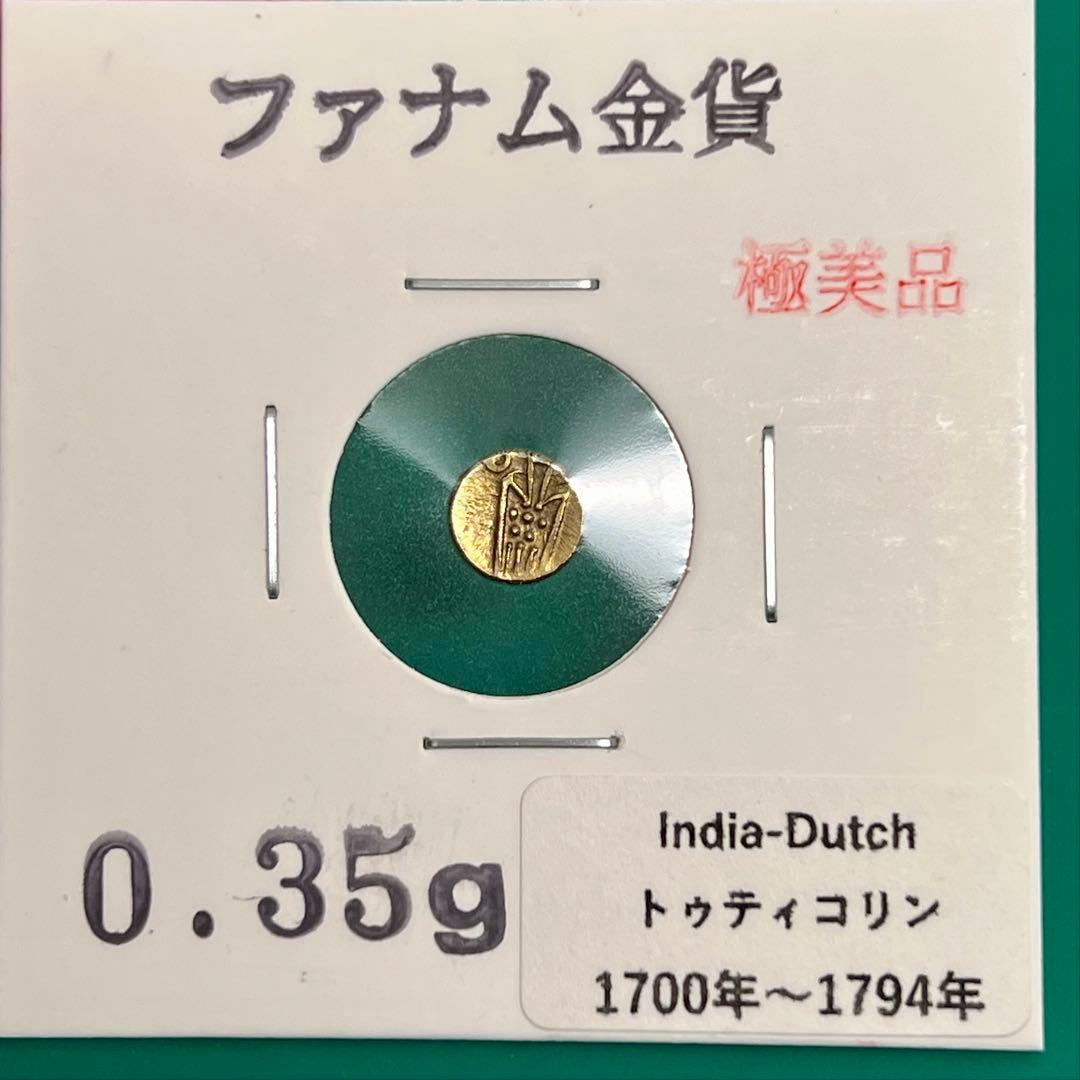 ファナム金貨
極美品
0.35g
India-Dutch
トゥティコリン
1700年～1794年